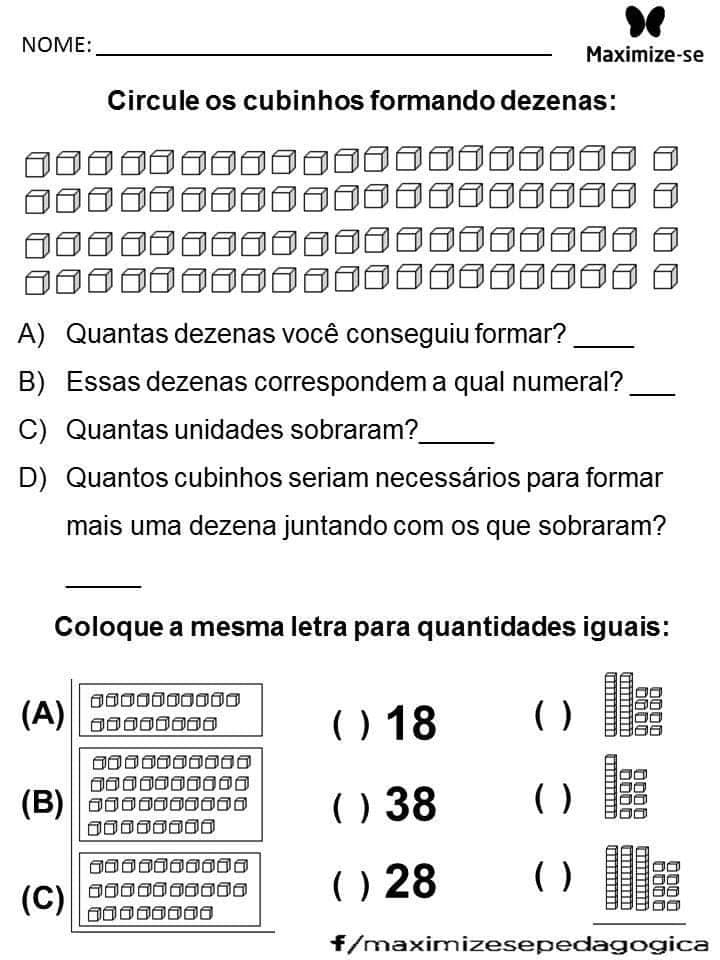 NOME: ____________________
Maximize-se
Circule os cubinhos formando dezenas:
A) Quantas dezenas você conseguiu formar? ____
B) Essas dezenas correspondem a qual numeral? ___
C) Quantas unidades sobraram?_____
D) Quantos cubinhos seriam necessários para formar
mais uma dezena juntando com os que sobraram?
_____
Coloque a mesma letra para quantidades iguais:
(A) ( ) 18 ( )
(B) ( ) 38 ( )
(C) ( ) 28 ( )
f/maximizesepedagogica